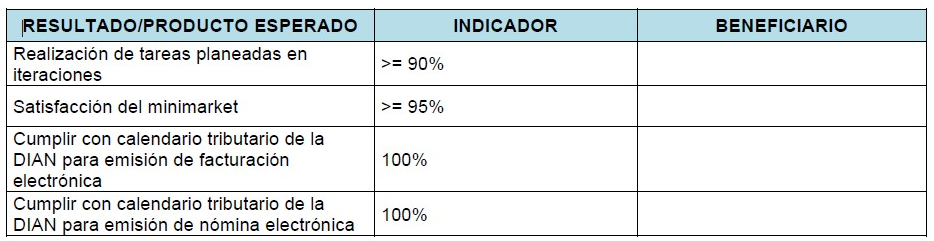 RESULTADO/PRODUCTO ESPERADO INDICADOR BENEFICIARIO
Realización de tareas planeadas en
iteraciones
>= 90%
Satisfacción del minimarket >= 95%
Cumplir con calendario tributario de la
DIAN para emisión de facturación
electrónica
100%
Cumplir con calendario tributario de la
DIAN para emisión de nómina electrónica
100%